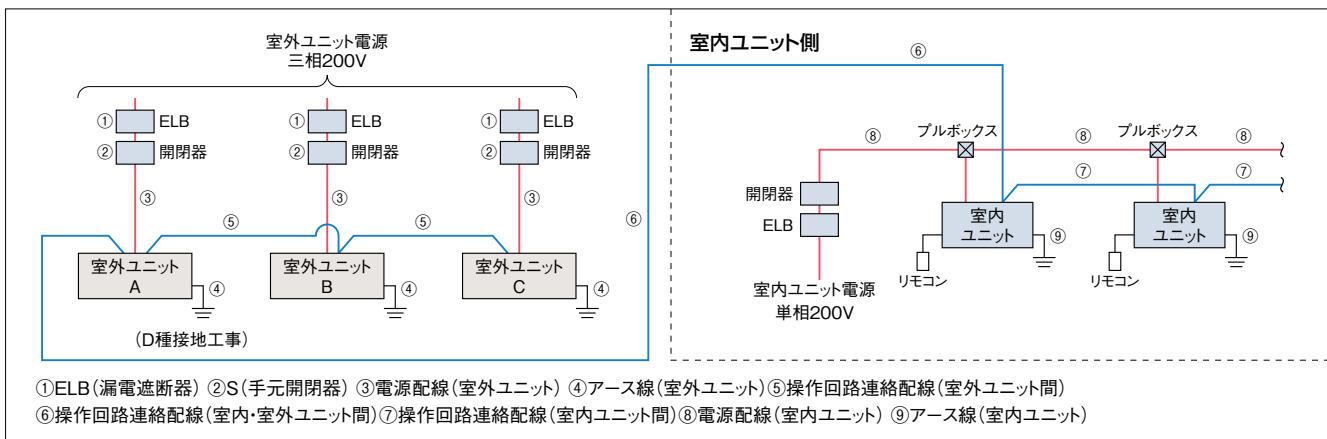 室外ユニット電源
三相200V
① ELB
② 開閉器
③
① ELB
② 開閉器
③
① ELB
② 開閉器
③
⑤
⑤
⑥
室外ユニット
A
④
室外ユニット
B
④
室外ユニット
C
④
(D種接地工事)
室内ユニット側
⑥
⑧
プルボックス
⑧
プルボックス
⑧
⑦
⑦
開閉器
ELB
室内ユニット電源
単相200V
室内
ユニット
⑨
リモコン
室内
ユニット
⑨
リモコン
①ELB(漏電遮断器) ②S(手元開閉器) ③電源配線(室外ユニット) ④アース線(室外ユニット)⑤操作回路連絡配線(室外ユニット間)
⑥操作回路連絡配線(室内・室外ユニット間)⑦操作回路連絡配線(室内ユニット間)⑧電源配線(室内ユニット) ⑨アース線(室内ユニット)